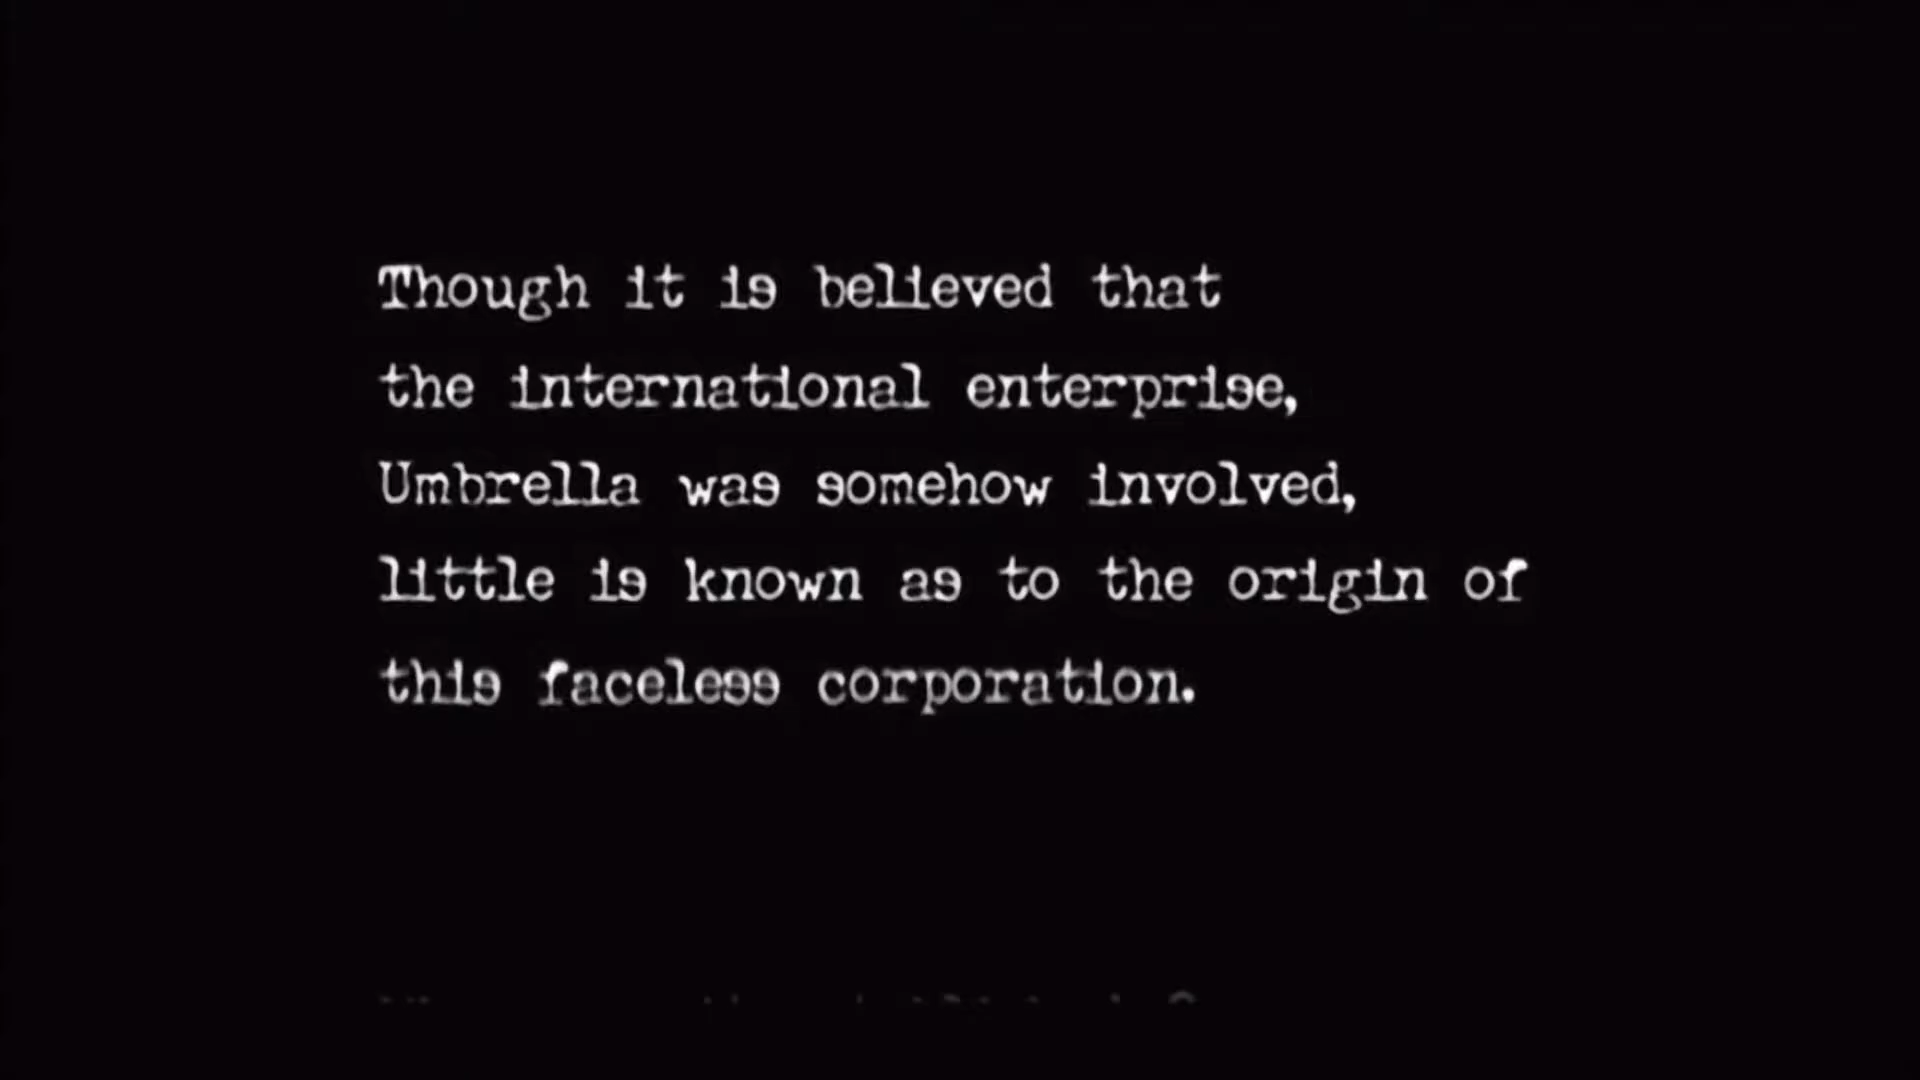 Though it is believed that
the international enterprise,
Umbrella was somehow involved,
little is known as to the origin of
this faceless corporation.